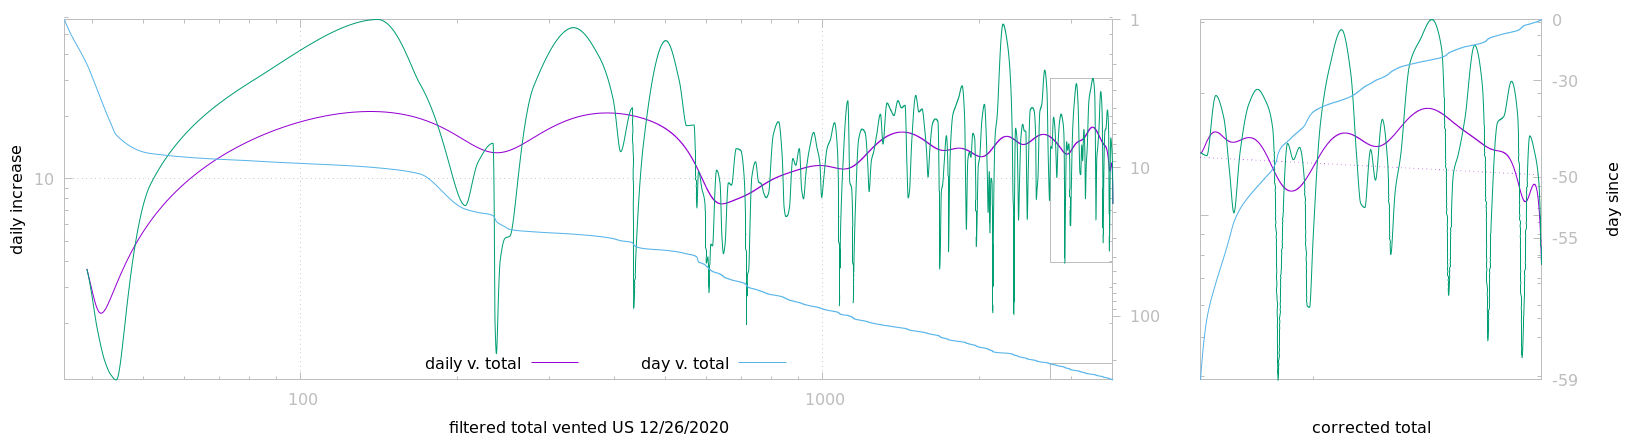 1
0
-30
daily increase
10
10
-50
day since
-55
100
daily v. total
day v. total
-59
100
1000
filtered total vented US 12/26/2020
corrected total